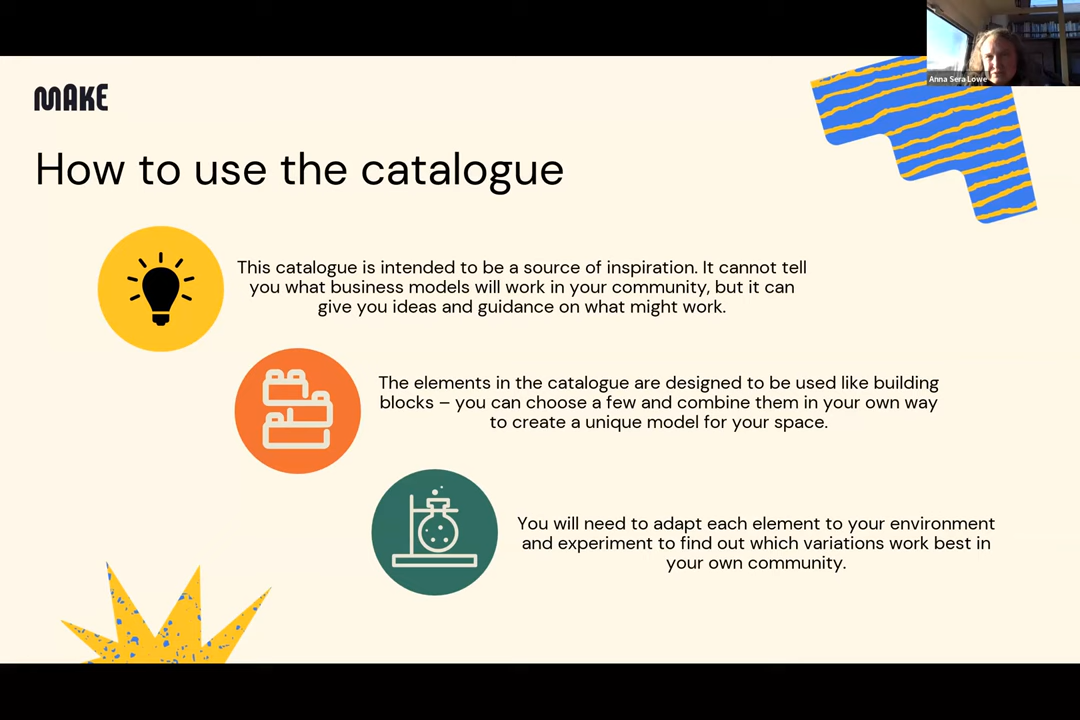 Anna Sera Lowe
MAKE
How to use the catalogue
This catalogue is intended to be a source of inspiration. It cannot tell
you what business models will work in your community, but it can
give you ideas and guidance on what might work.
The elements in the catalogue are designed to be used like building
blocks – you can choose a few and combine them in your own way
to create a unique model for your space.
You will need to adapt each element to your environment
and experiment to find out which variations work best in
your own community.